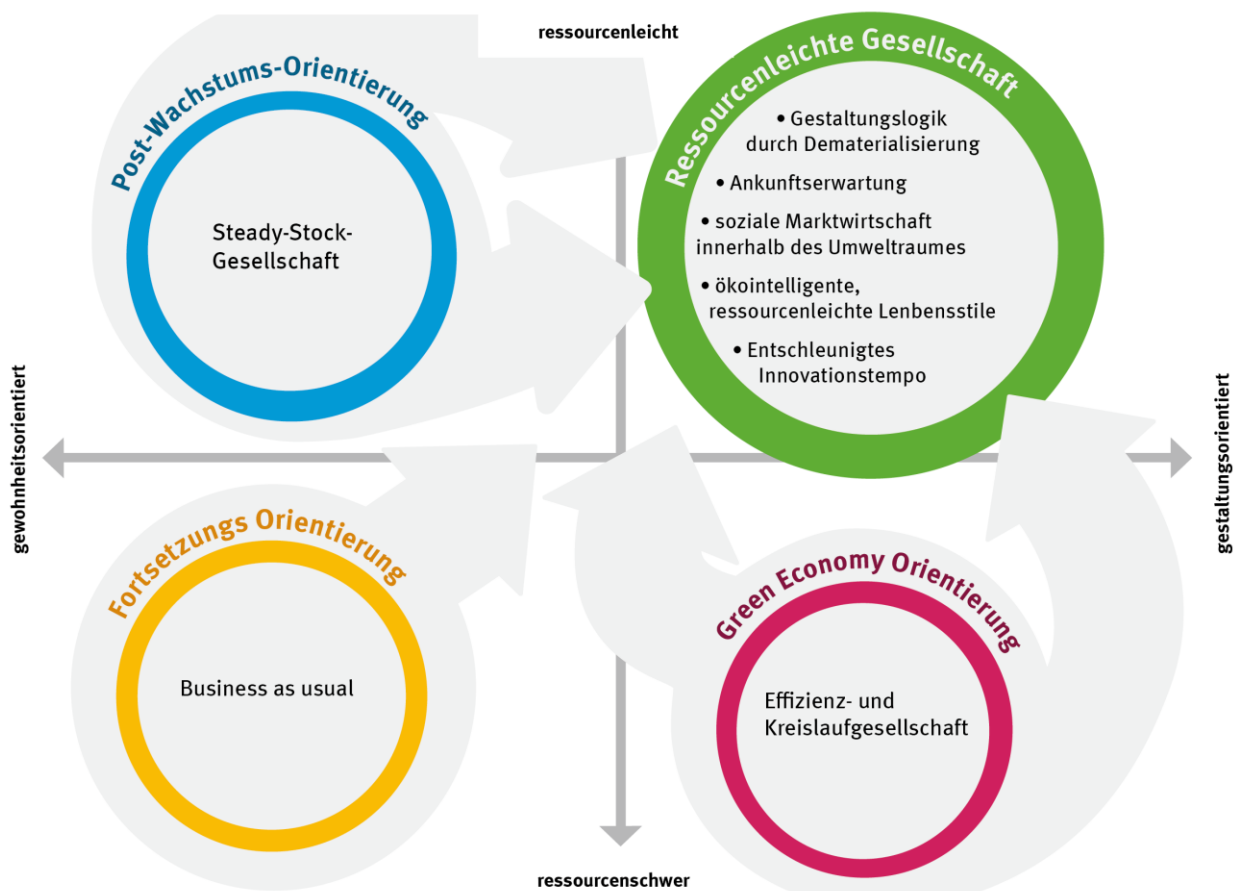 ressourcenleicht
Post-Wachstums-Orientierung
Steady-Stock-
Gesellschaft
Ressourcenleichte Gesellschaft
• Gestaltungslogik
durch Dematerialisierung
• Ankunftserwartung
• soziale Marktwirtschaft
innerhalb des Umweltraumes
• ökointelligente,
ressourcenleichte Lenbensstile
• Entschleunigtes
Innovationstempo
gewohnheitsorientiert
gestaltungsorientiert
Fortsetzungs Orientierung
Business as usual
Green Economy Orientierung
Effizienz- und
Kreislaufgesellschaft
ressourcenschwer